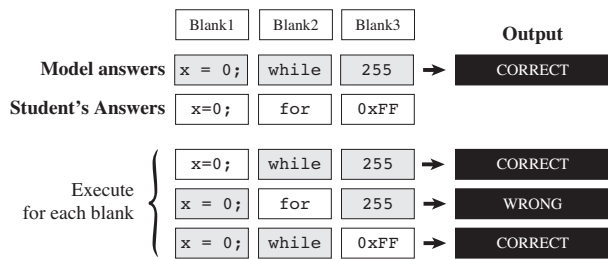 Blank1 Blank2 Blank3 Output
Model answers x = 0; while 255 CORRECT
Student's Answers x=0; for 0xFF
x=0; while 255 CORRECT
Execute
for each blank
x = 0; for 255 WRONG
x = 0; while 0xFF CORRECT